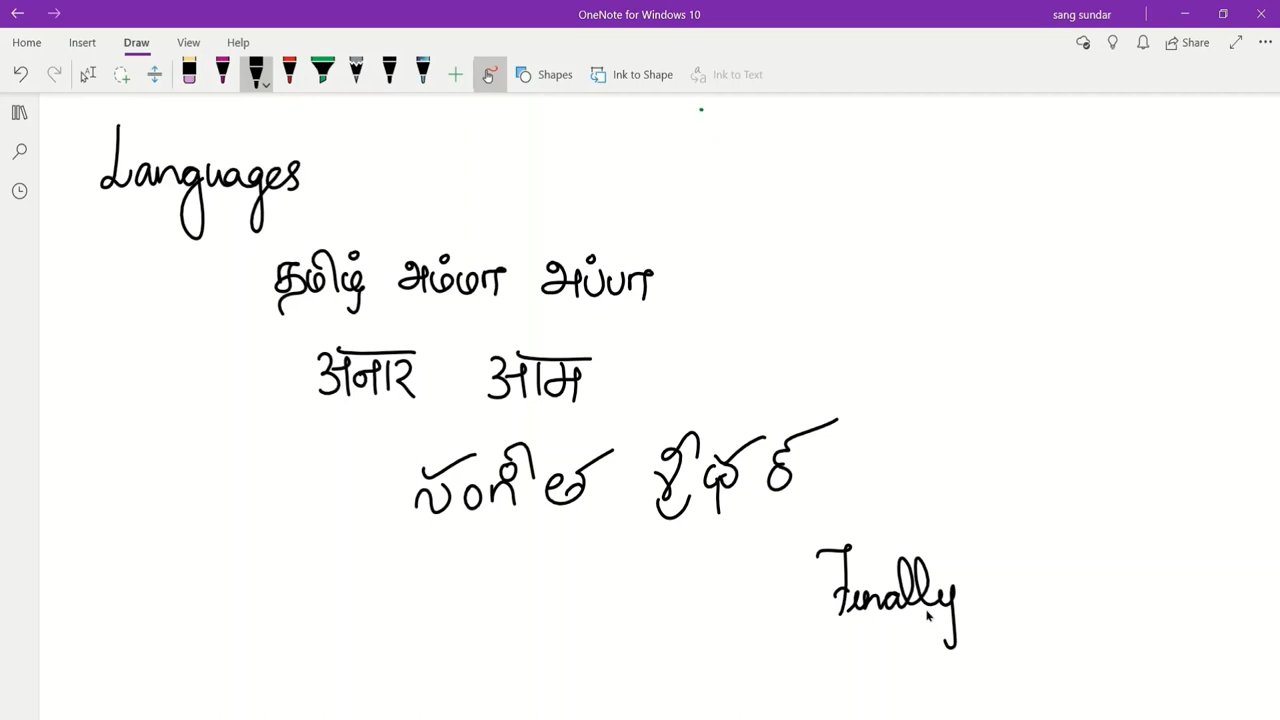 OneNote for Windows 10
sang sundar
Home Insert Draw View Help
Share
Shapes Ink to Shape Ink to Text
Languages
தமிழ் அம்மா அப்பா
अनार आम
సంగీత శ్రీధర్
Finally